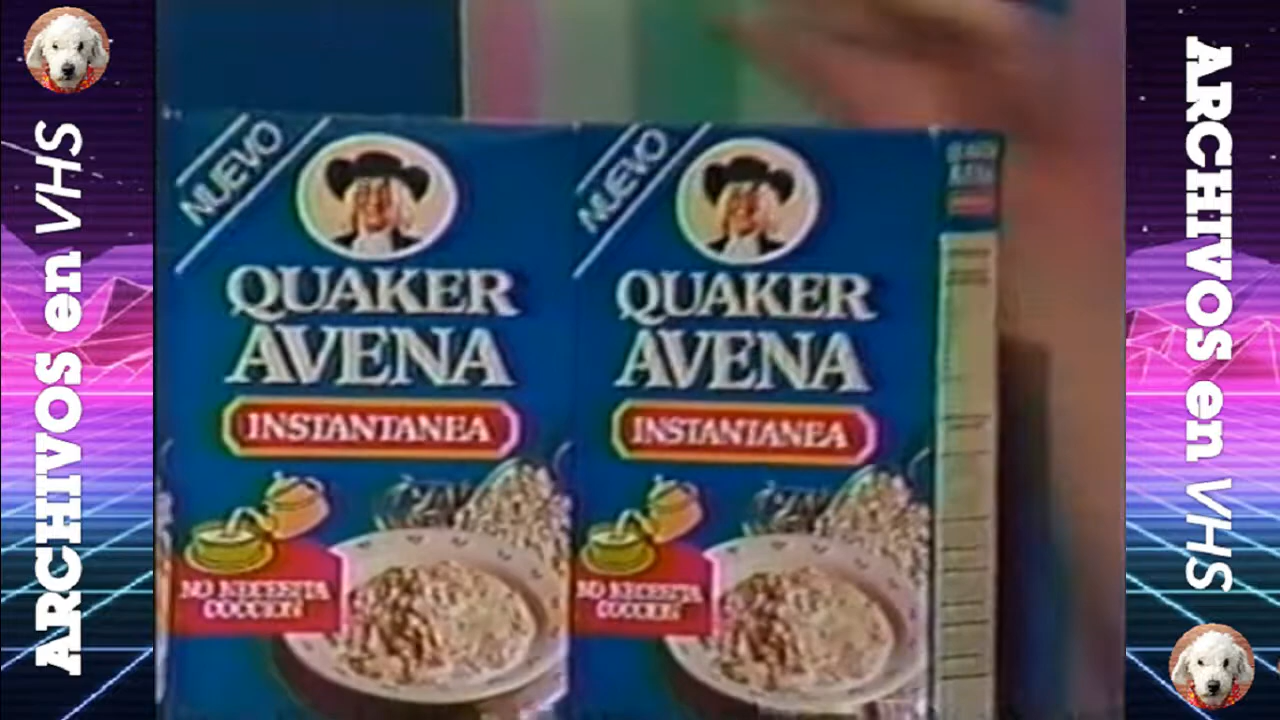 ARCHIVOS en VHS
NUEVO
QUAKER
AVENA
INSTANTANEA
NO NECESITA
COCCION
NUEVO
QUAKER
AVENA
INSTANTANEA
NO NECESITA
COCCION
ARCHIVOS en VHS